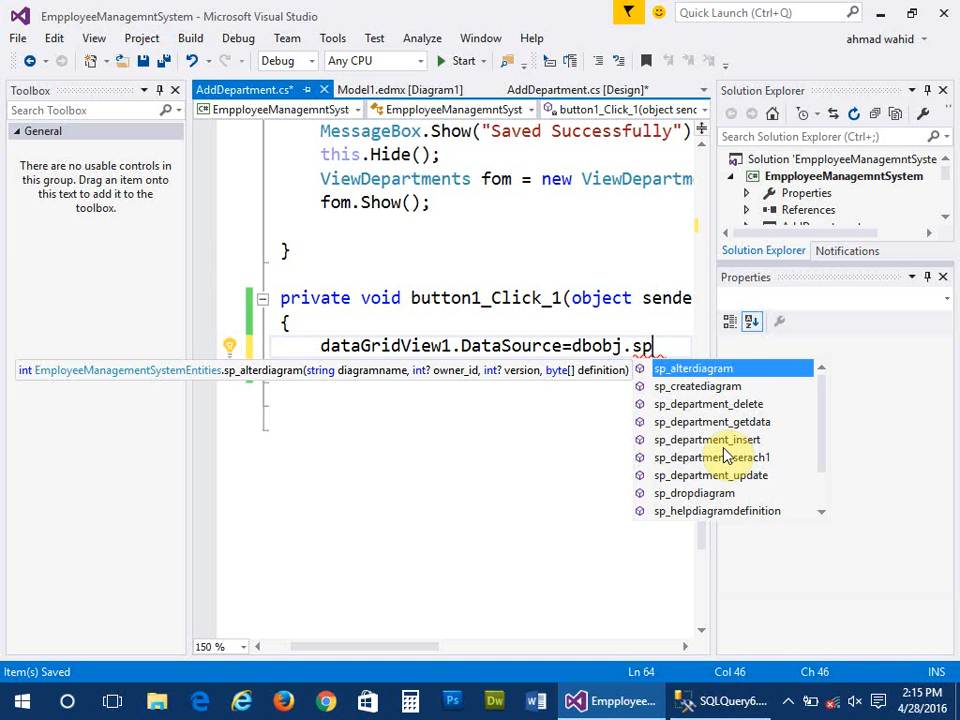 EmpployeeManagemntSystem - Microsoft Visual Studio
Quick Launch (Ctrl+Q)
File Edit View Project Build Debug Team Tools Test Analyze Window Help
ahmad wahid
Debug Any CPU Start
Toolbox
Search Toolbox
General
There are no usable controls in
this group. Drag an item onto
this text to add it to the
toolbox.
AddDepartment.cs* Model1.edmx [Diagram1] AddDepartment.cs [Design]*
EmpployeeManagemntSyst EmpployeeManagemntSyst button1_Click_1(object senc
MessageBox.Show("Saved Successfully")
this.Hide();
ViewDepartments fom = new ViewDepartm
fom.Show();
}
private void button1_Click_1(object sende
{
dataGridView1.DataSource=dbobj.sp
int EmployeeManagementSystemEntities.sp_alterdiagram(string diagramname, int? owner_id, int? version, byte[] definition)
sp_alterdiagram
sp_creatediagram
sp_department_delete
sp_department_getdata
sp_department_insert
sp_department_serach1
sp_department_update
sp_dropdiagram
sp_helpdiagramdefinition
150 %
Solution Explorer
Search Solution Explorer (Ctrl+;)
Solution 'EmpployeeManagemntSyste
EmpployeeManagemntSystem
Properties
References
Solution Explorer Notifications
Properties
Item(s) Saved Ln 64 Col 46 Ch 46 INS
Ps Dw Empployee... SQLQuery6....
2:15 PM
4/28/2016